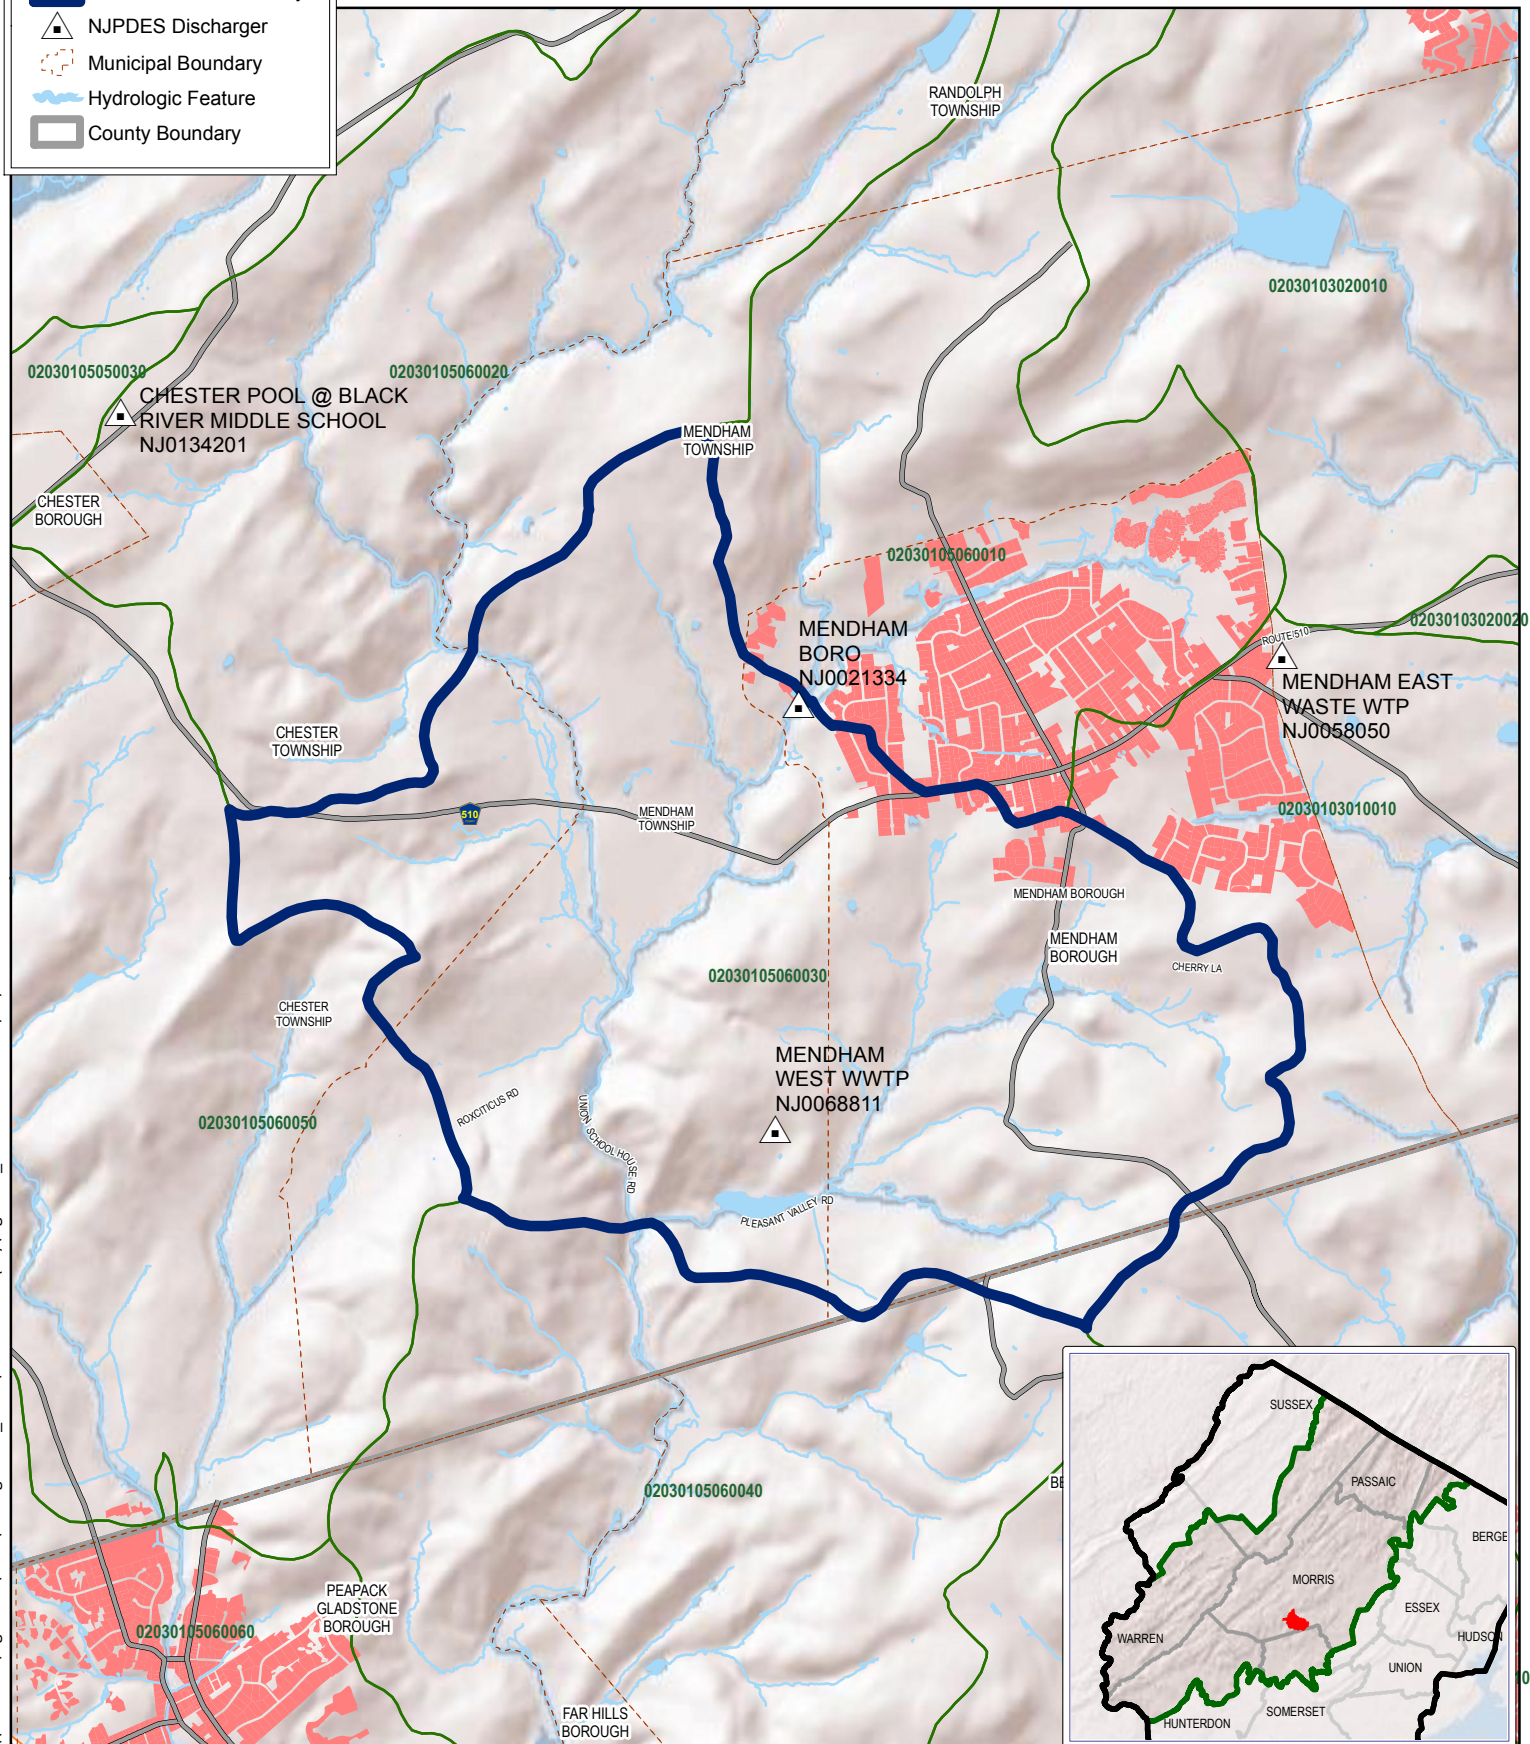 NJPDES Discharger
Municipal Boundary
Hydrologic Feature
County Boundary
RANDOLPH
TOWNSHIP
02030103020010
02030105050030
02030105060020
CHESTER POOL @ BLACK
RIVER MIDDLE SCHOOL
NJ0134201
MENDHAM
TOWNSHIP
CHESTER
BOROUGH
02030105060010
02030103020020
ROUTE 510
MENDHAM
BORO
NJ0021334
MENDHAM EAST
WASTE WTP
NJ0058050
CHESTER
TOWNSHIP
510
MENDHAM
TOWNSHIP
02030103010010
MENDHAM BOROUGH
MENDHAM
BOROUGH
CHERRY LA
02030105060030
CHESTER
TOWNSHIP
MENDHAM
WEST WWTP
NJ0068811
ROXCITICUS RD
UNION SCHOOL HOUSE RD
02030105060050
PLEASANT VALLEY RD
02030105060040
BE
SUSSEX
PASSAIC
BERGE
MORRIS
ESSEX
WARREN
HUDSON
UNION
SOMERSET
HUNTERDON
PEAPACK
GLADSTONE
BOROUGH
02030105060060
FAR HILLS
BOROUGH